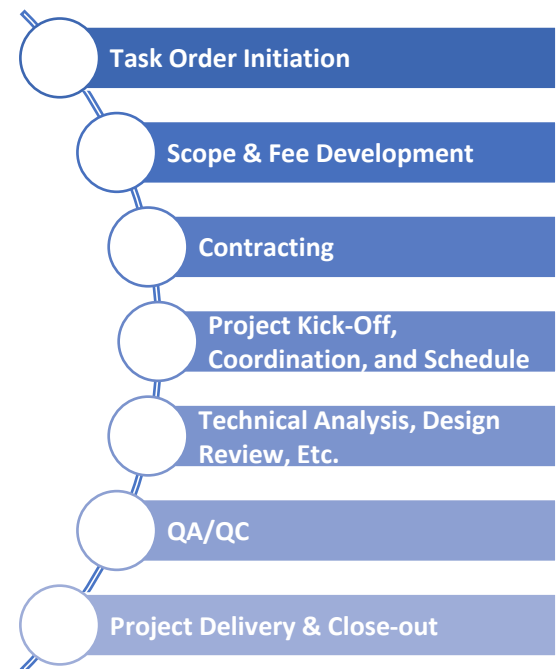 Task Order Initiation
Scope & Fee Development
Contracting
Project Kick-Off,
Coordination, and Schedule
Technical Analysis, Design
Review, Etc.
QA/QC
Project Delivery & Close-out